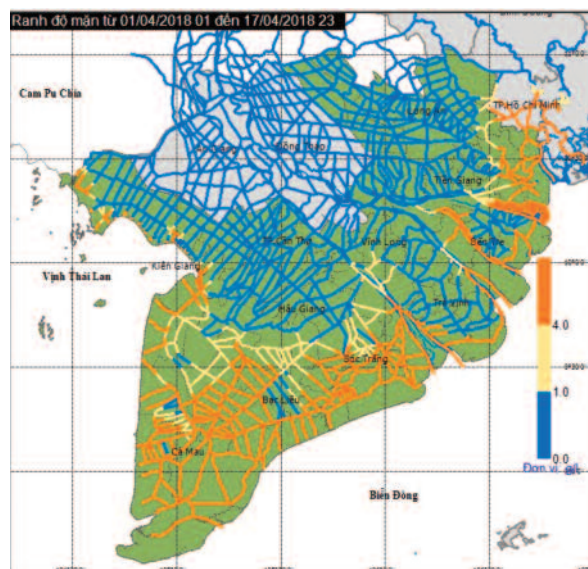 Ranh độ mặn từ 01/04/2018 01 đến 17/04/2018 23
Cam Pu Chia
TP.Hồ Chí Minh
Long An
Đồng Tháp
An Giang
Tiền Giang
Bến Tre
TP.Cần Thơ
Vĩnh Long
Kiên Giang
Vịnh Thái Lan
Trà Vinh
Hậu Giang
4.0
Sóc Trăng
1.0
Bạc Liêu
Cà Mau
0.0
Đơn vị: g/l
Biển Đông